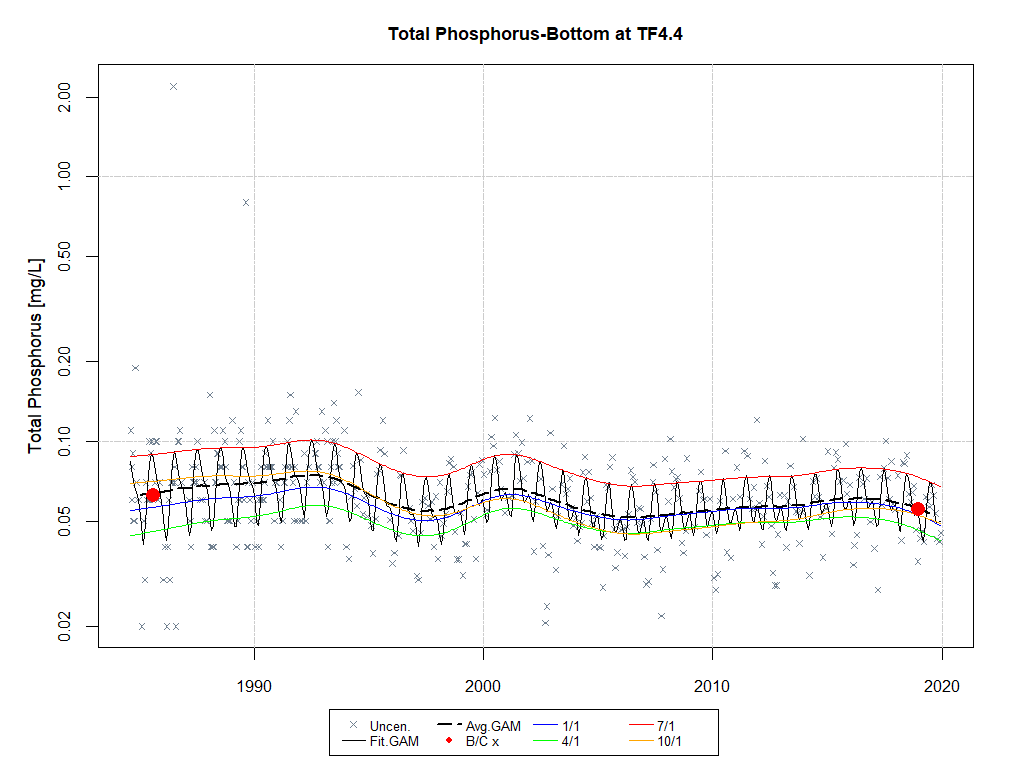 Total Phosphorus-Bottom at TF4.4
Total Phosphorus [mg/L]
2.00
1.00
0.50
0.20
0.10
0.05
0.02
1990 2000 2010 2020
Uncen. Avg.GAM 1/1 7/1
Fit.GAM B/C x 4/1 10/1